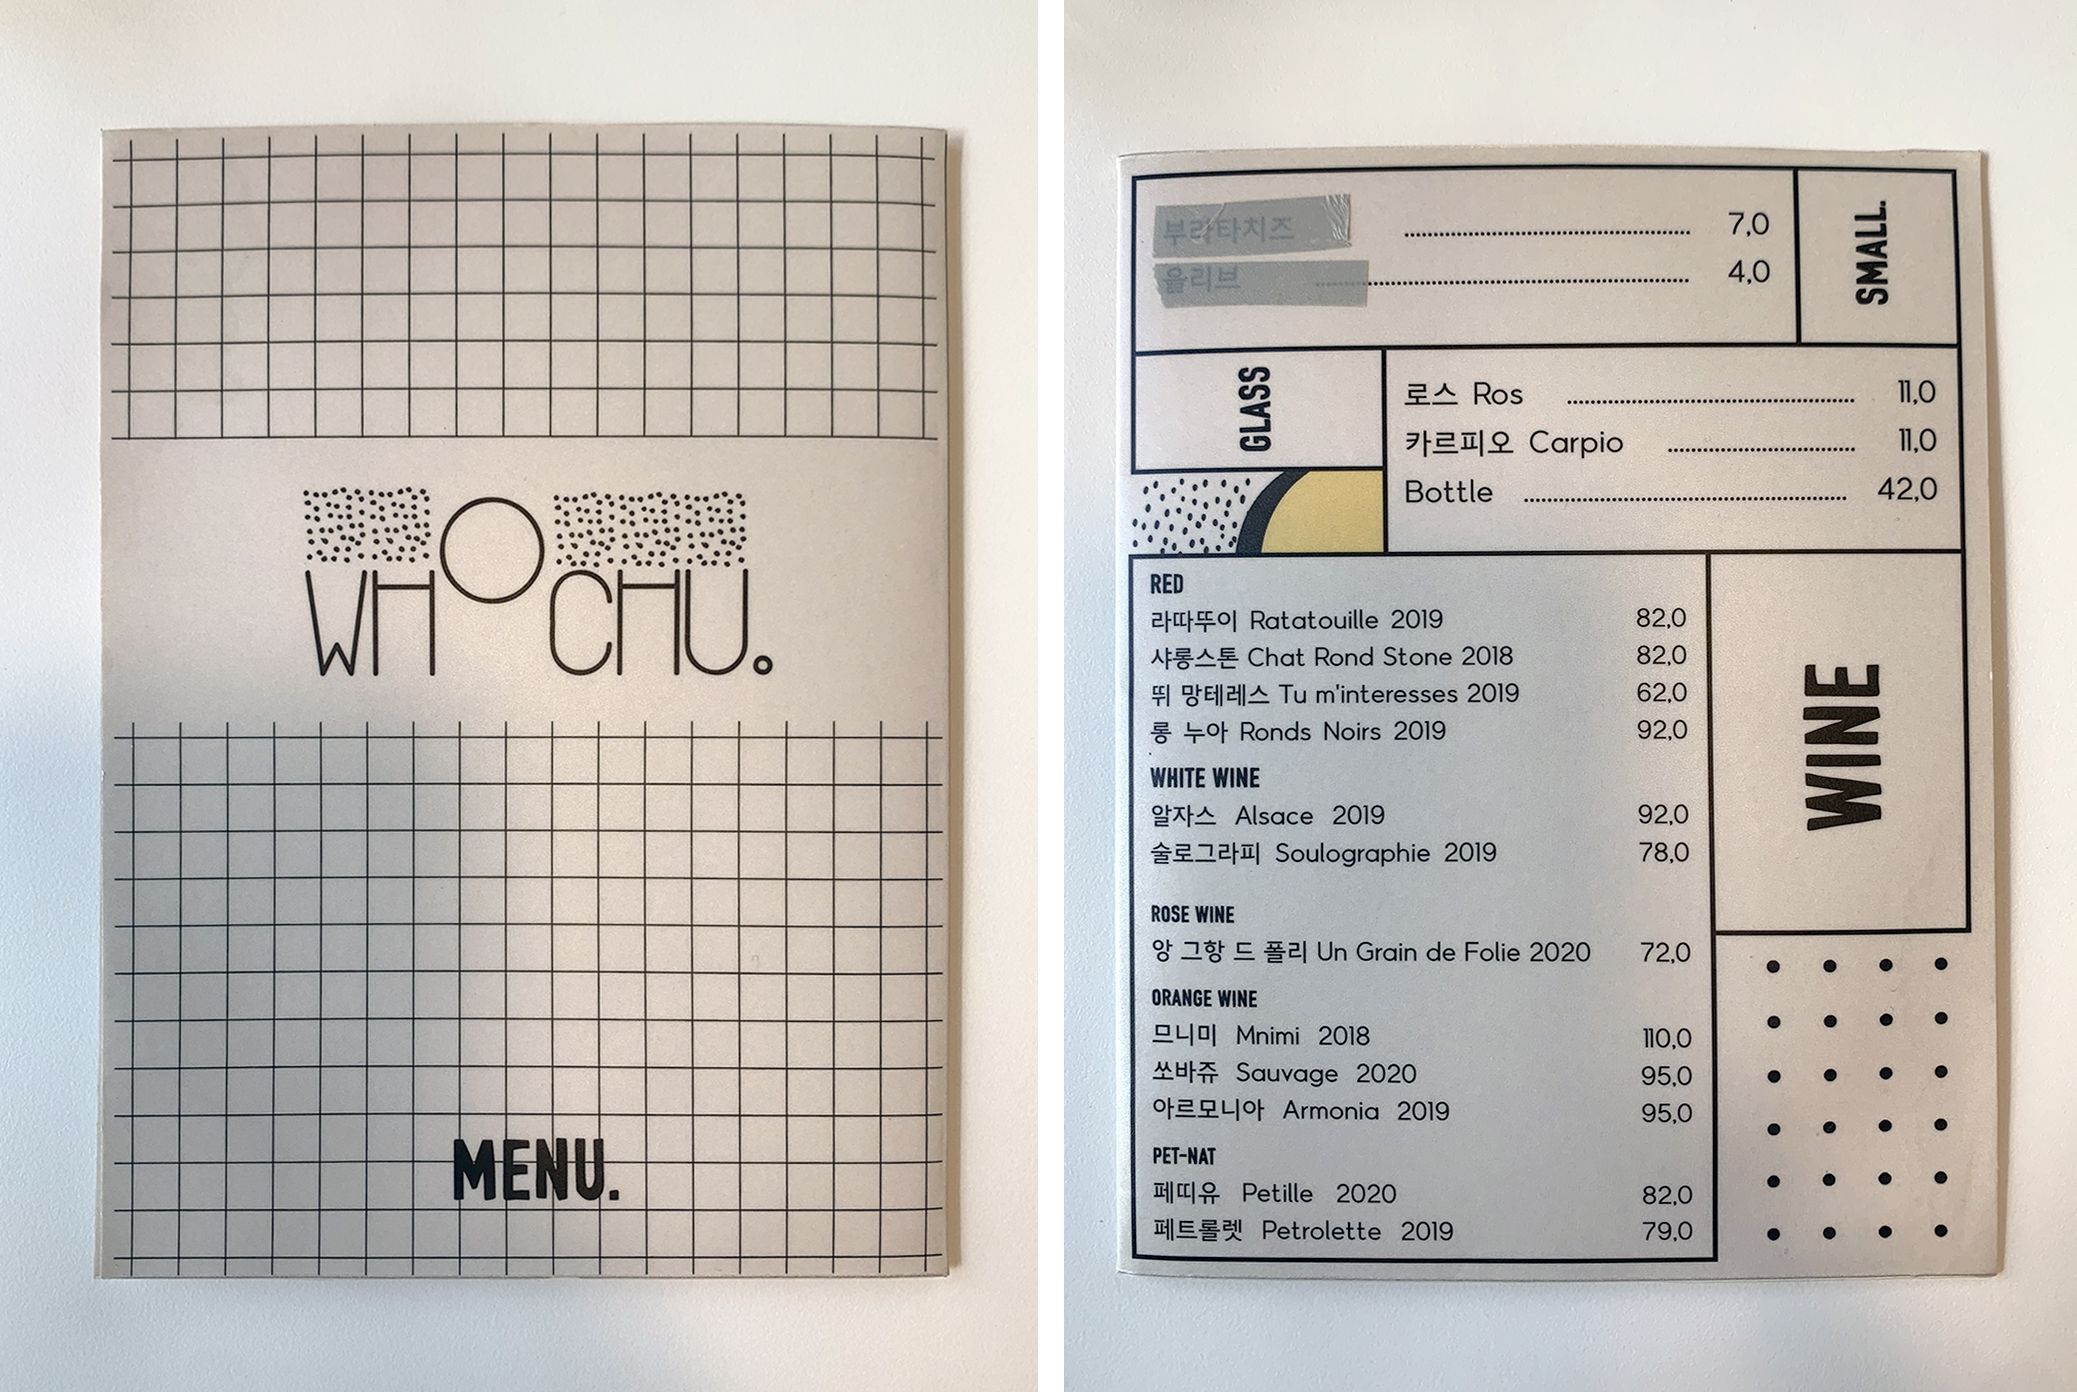 WHOCHU.
MENU.
부라타치즈 7,0
올리브 4,0
SMALL.
GLASS
로스 Ros 11,0
카르피오 Carpio 11,0
Bottle 42,0
RED
라따뚜이 Ratatouille 2019 82,0
샤롱스톤 Chat Rond Stone 2018 82,0
뛰 망테레스 Tu m'interesses 2019 62,0
롱 누아 Ronds Noirs 2019 92,0
WHITE WINE
알자스 Alsace 2019 92,0
술로그라피 Soulographie 2019 78,0
ROSE WINE
앙 그항 드 폴리 Un Grain de Folie 2020 72,0
ORANGE WINE
므니미 Mnimi 2018 110,0
쏘바쥬 Sauvage 2020 95,0
아르모니아 Armonia 2019 95,0
PET-NAT
페띠유 Petille 2020 82,0
페트롤렛 Petrolette 2019 79,0
WINE